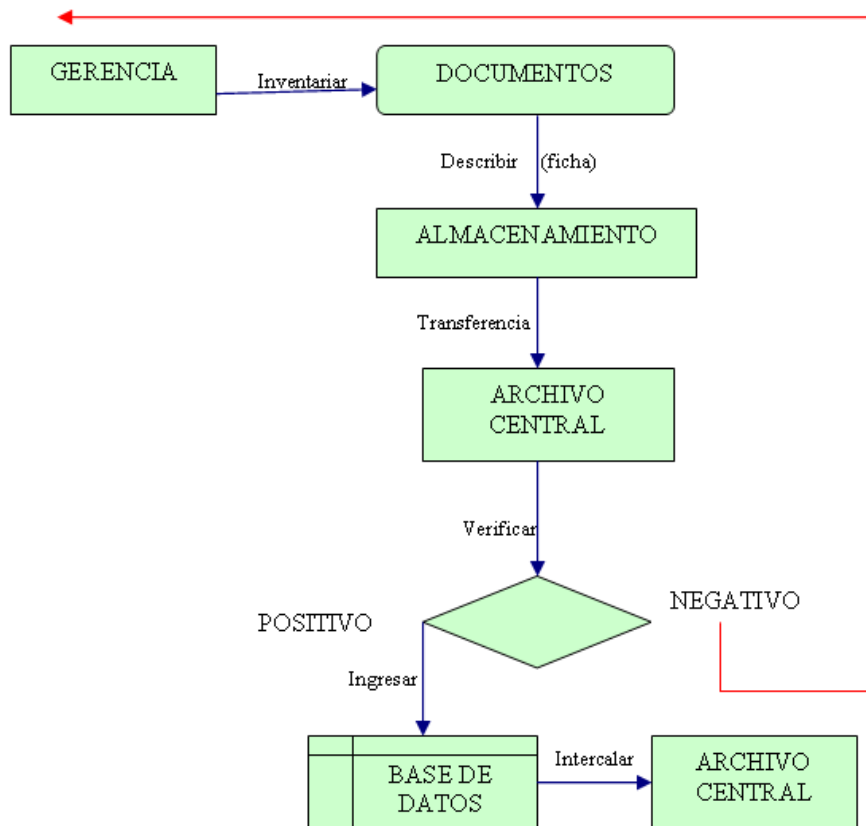 GERENCIA
Inventariar
DOCUMENTOS
Describir (ficha)
ALMACENAMIENTO
Transferencia
ARCHIVO
CENTRAL
Verificar
POSITIVO
NEGATIVO
Ingresar
BASE DE
DATOS
Intercalar
ARCHIVO
CENTRAL